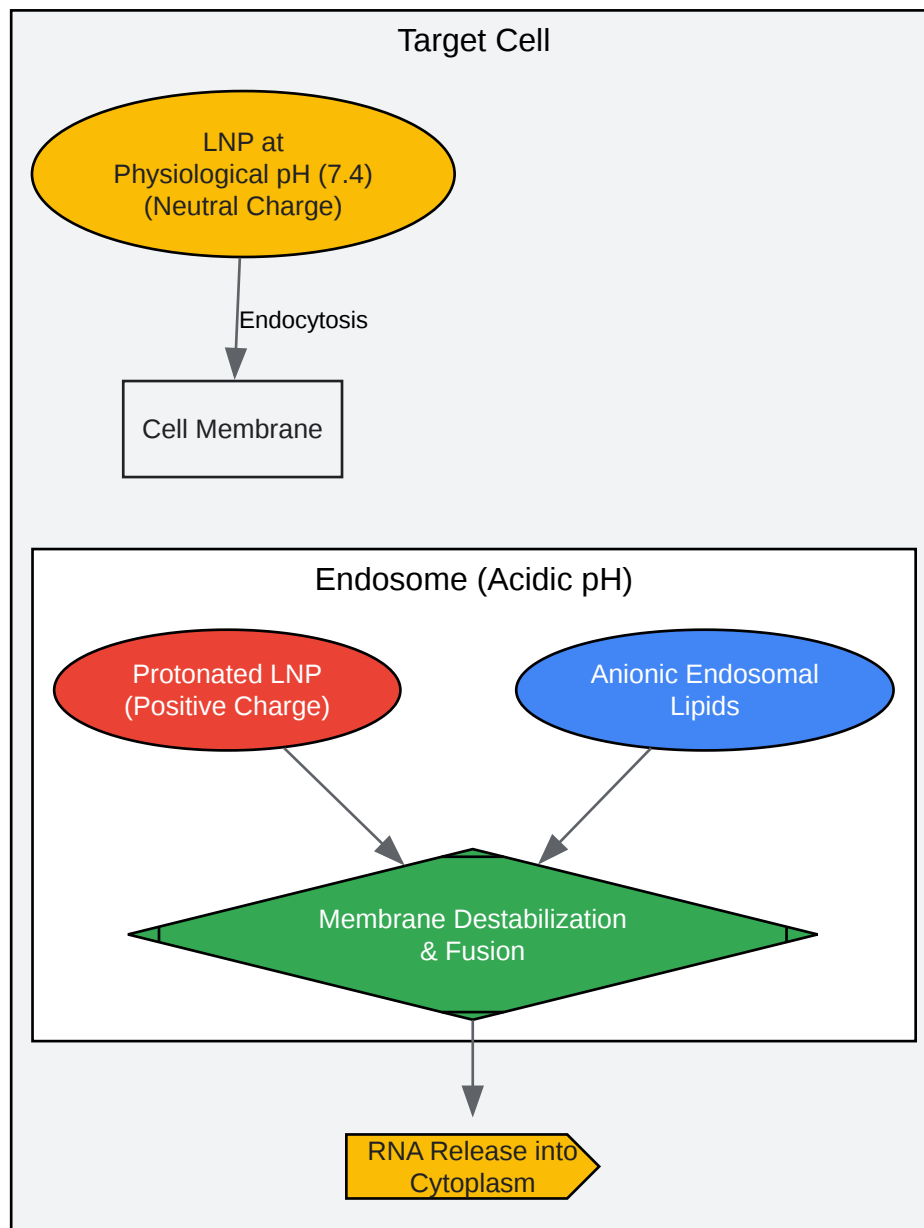 Target Cell
LNP at
Physiological pH (7.4)
(Neutral Charge)
Endocytosis
Cell Membrane
Endosome (Acidic pH)
Protonated LNP
(Positive Charge)
Anionic Endosomal
Lipids
Membrane Destabilization
& Fusion
RNA Release into
Cytoplasm